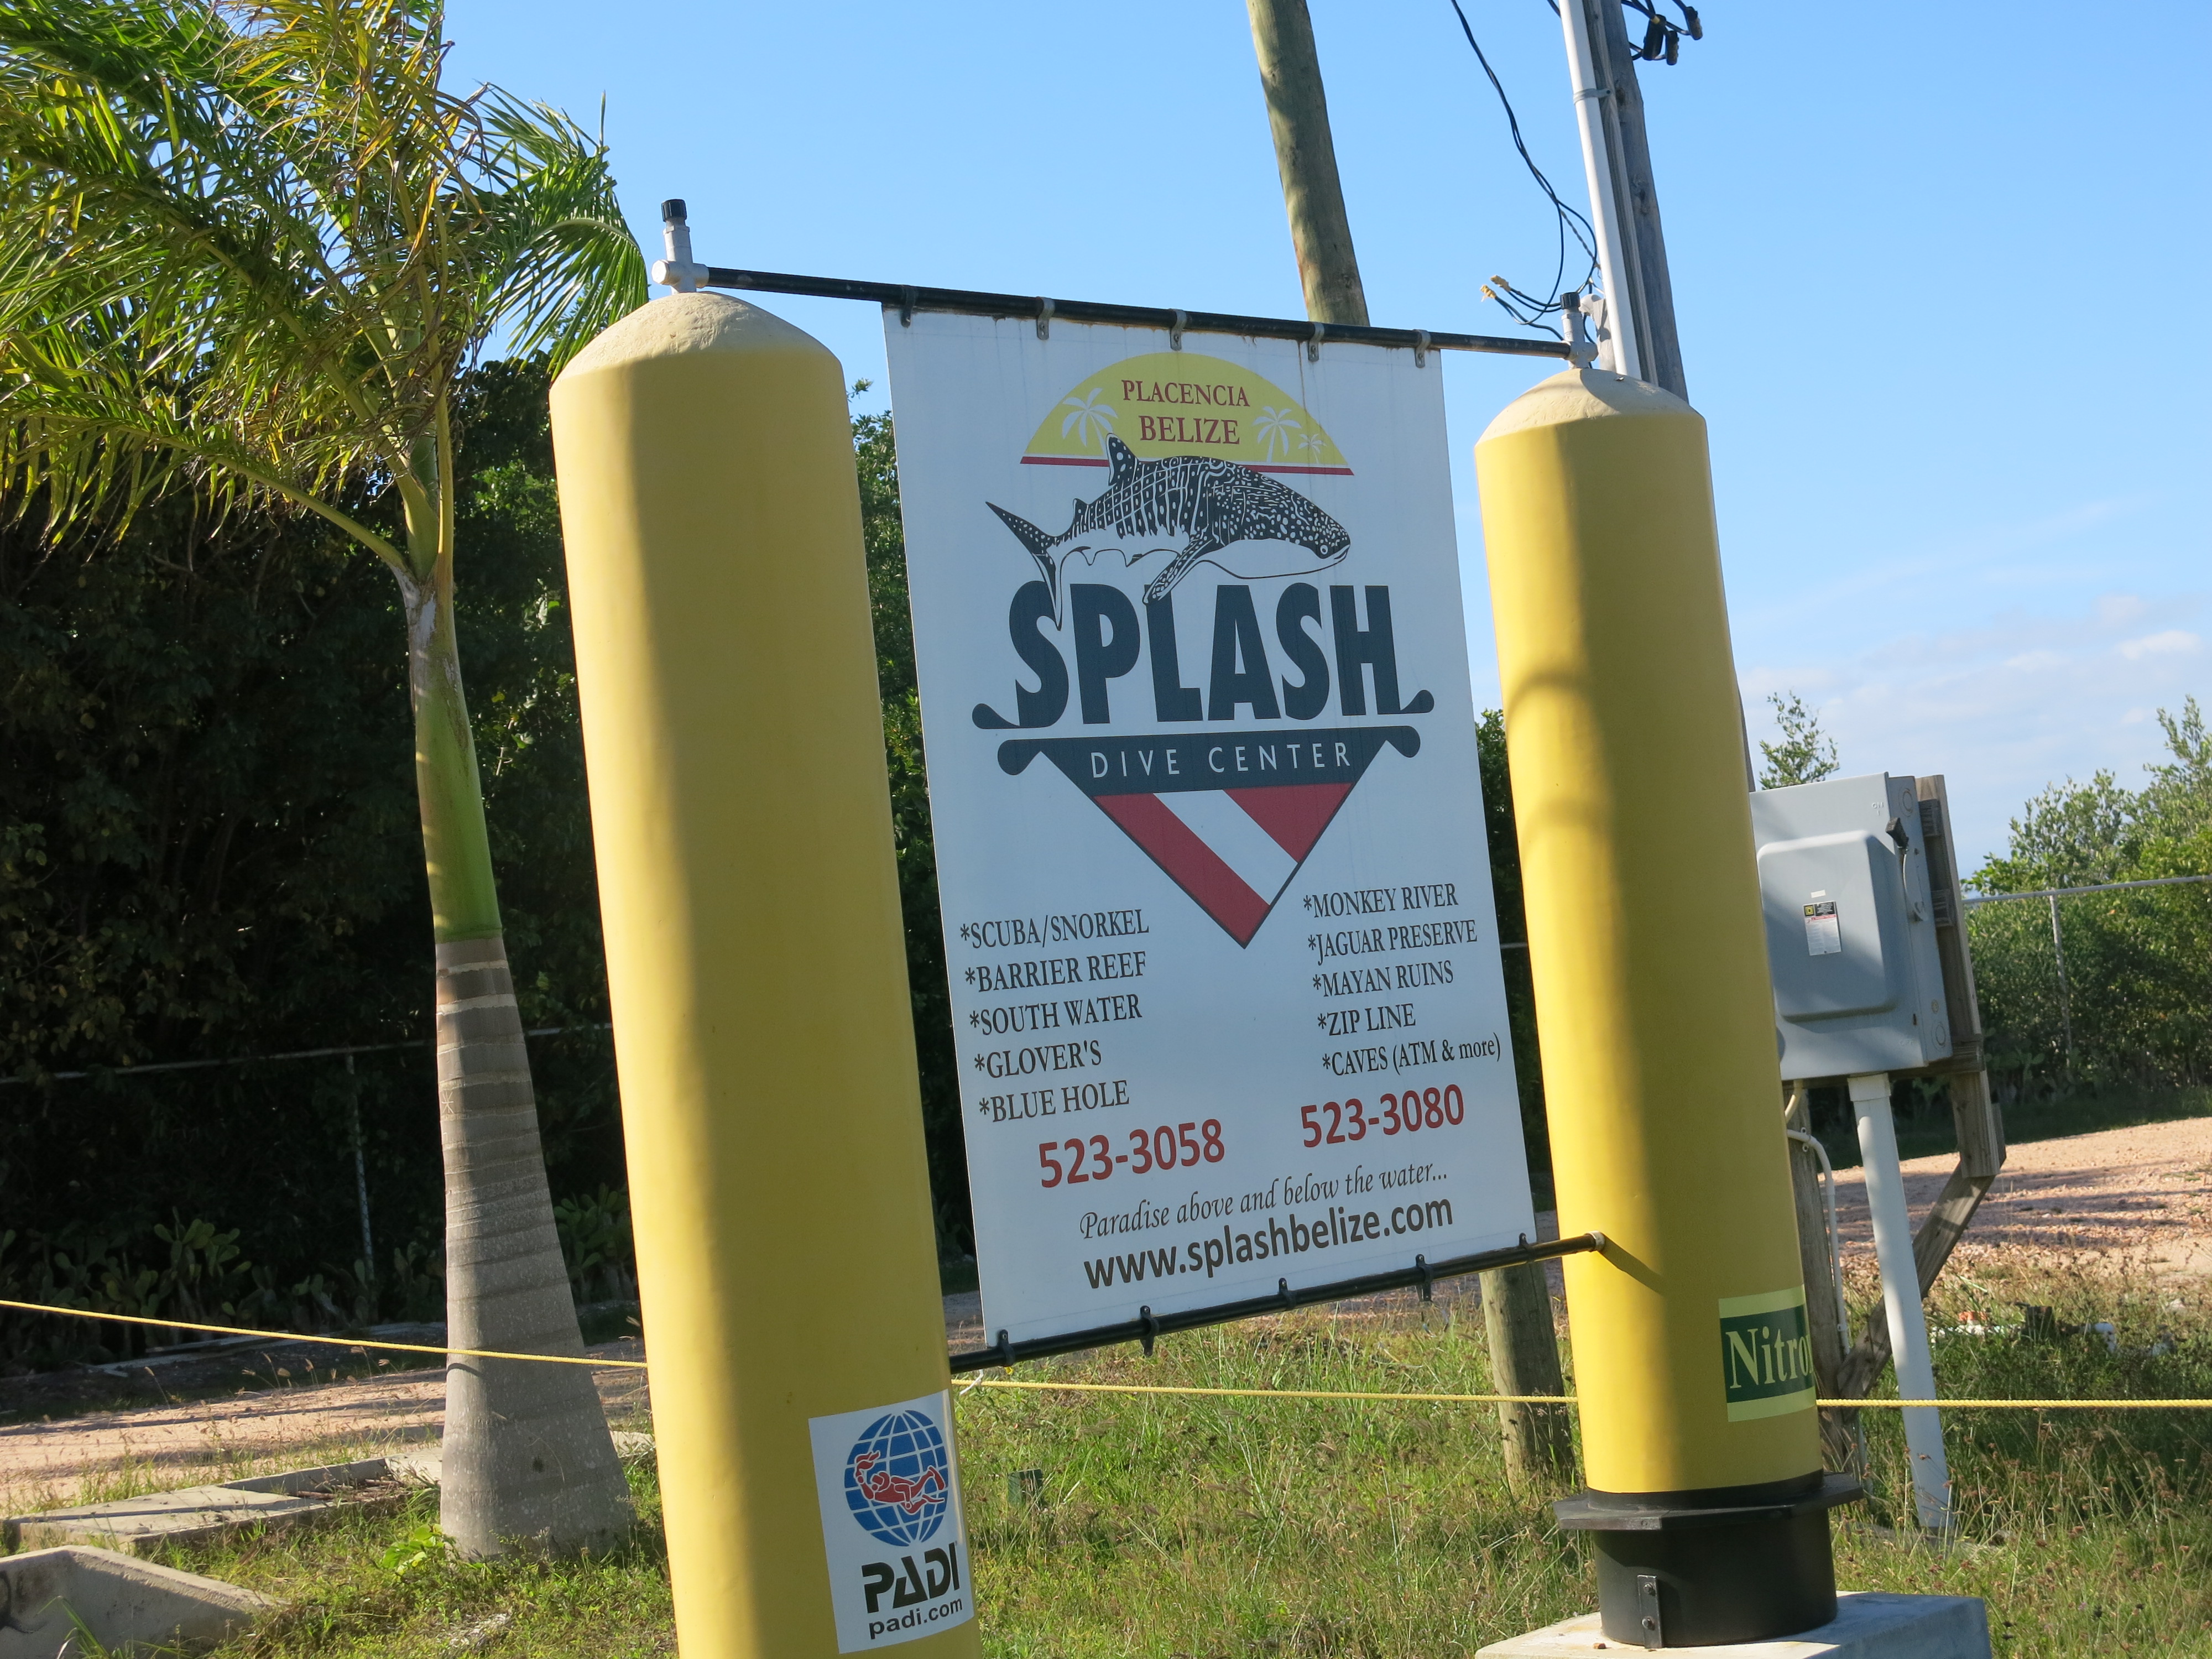 PLACENCIA
BELIZE
SPLASH
DIVE CENTER
*SCUBA/SNORKEL
*BARRIER REEF
*SOUTH WATER
*GLOVER'S
*BLUE HOLE
*MONKEY RIVER
*JAGUAR PRESERVE
*MAYAN RUINS
*ZIP LINE
*CAVES (ATM & more)
523-3058
523-3080
Paradise above and below the water...
www.splashbelize.com
PADI
padi.com
Nitro